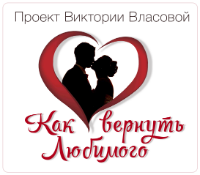 Проект Виктории Власовой
Как вернуть
Любимого